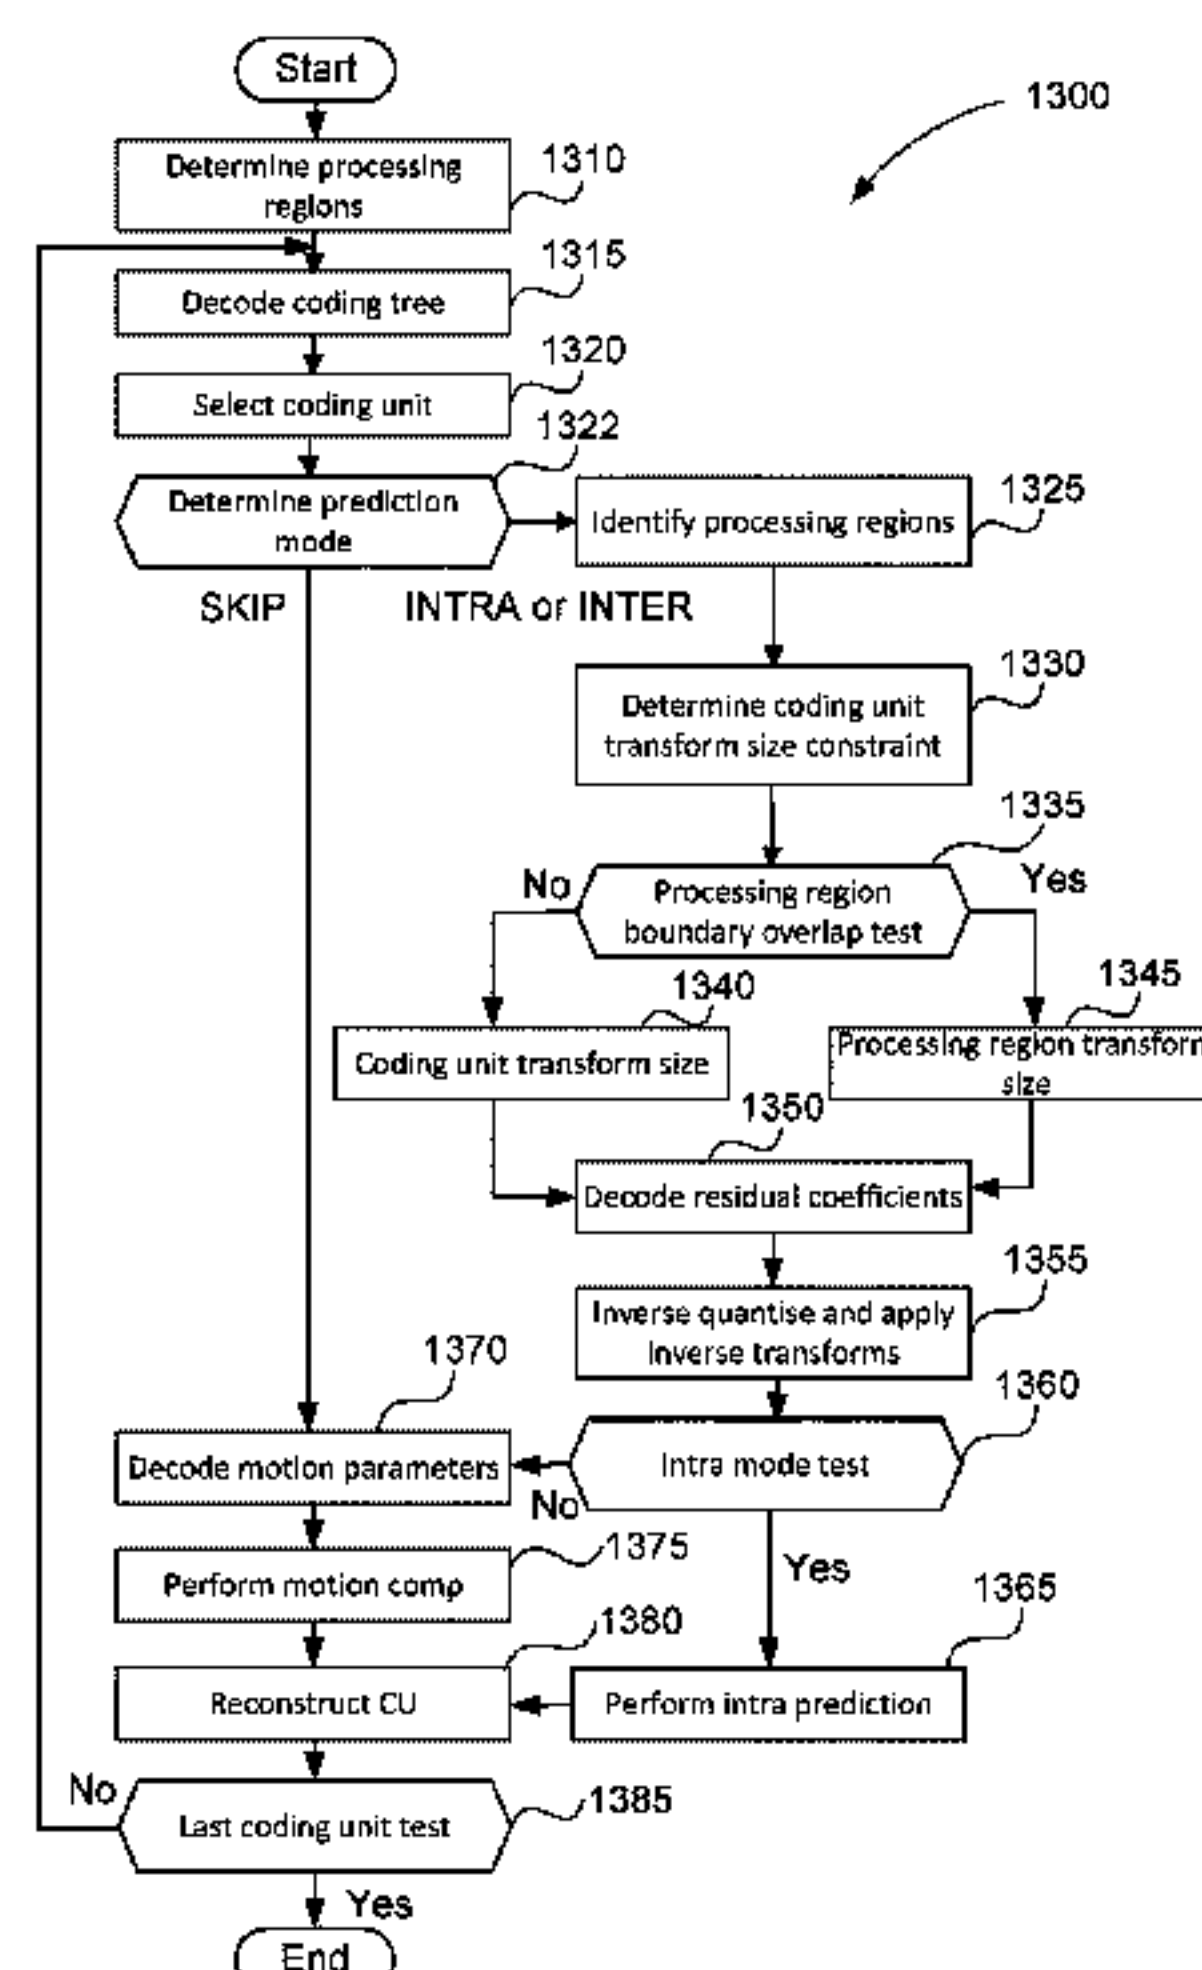 Start
1300
Determine processing
regions
1310
Decode coding tree
1315
Select coding unit
1320
Determine prediction
mode
1322
Identify processing regions
1325
SKIP
INTRA or INTER
Determine coding unit
transform size constraint
1330
Processing region
boundary overlap test
1335
No
Yes
Coding unit transform size
1340
Processing region transform
size
1345
Decode residual coefficients
1350
Inverse quantise and apply
inverse transforms
1355
Intra mode test
1360
No
Yes
Decode motion parameters
1370
Perform motion comp
1375
Perform intra prediction
1365
Reconstruct CU
1380
Last coding unit test
1385
No
Yes
End